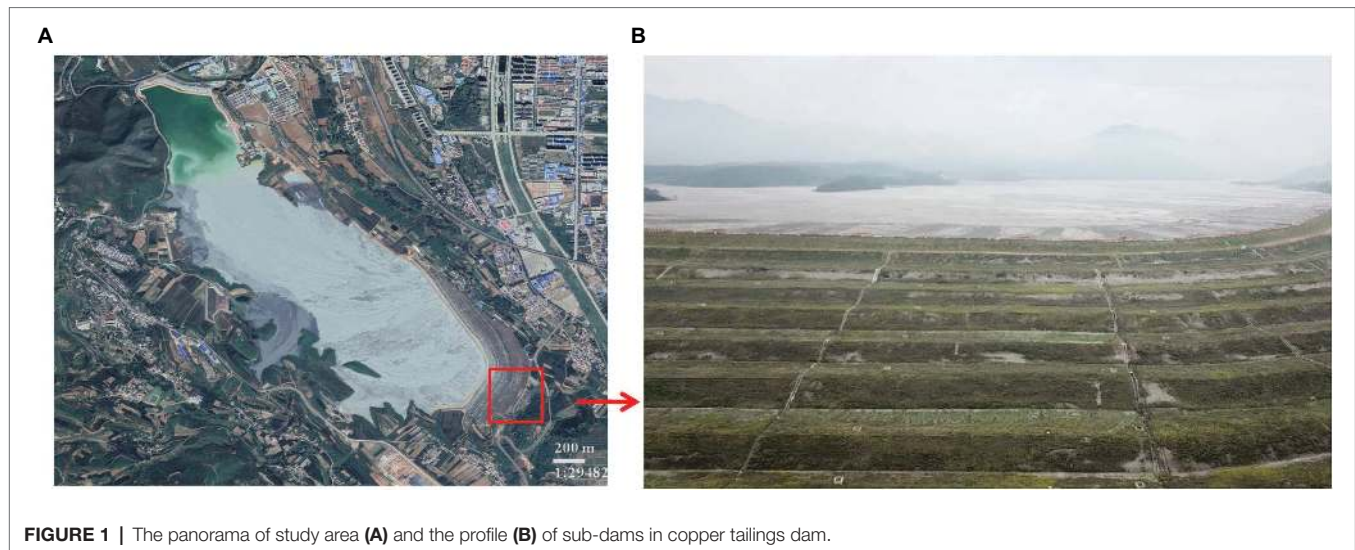 A
B
200 m
1:29482
FIGURE 1 | The panorama of study area (A) and the profile (B) of sub-dams in copper tailings dam.